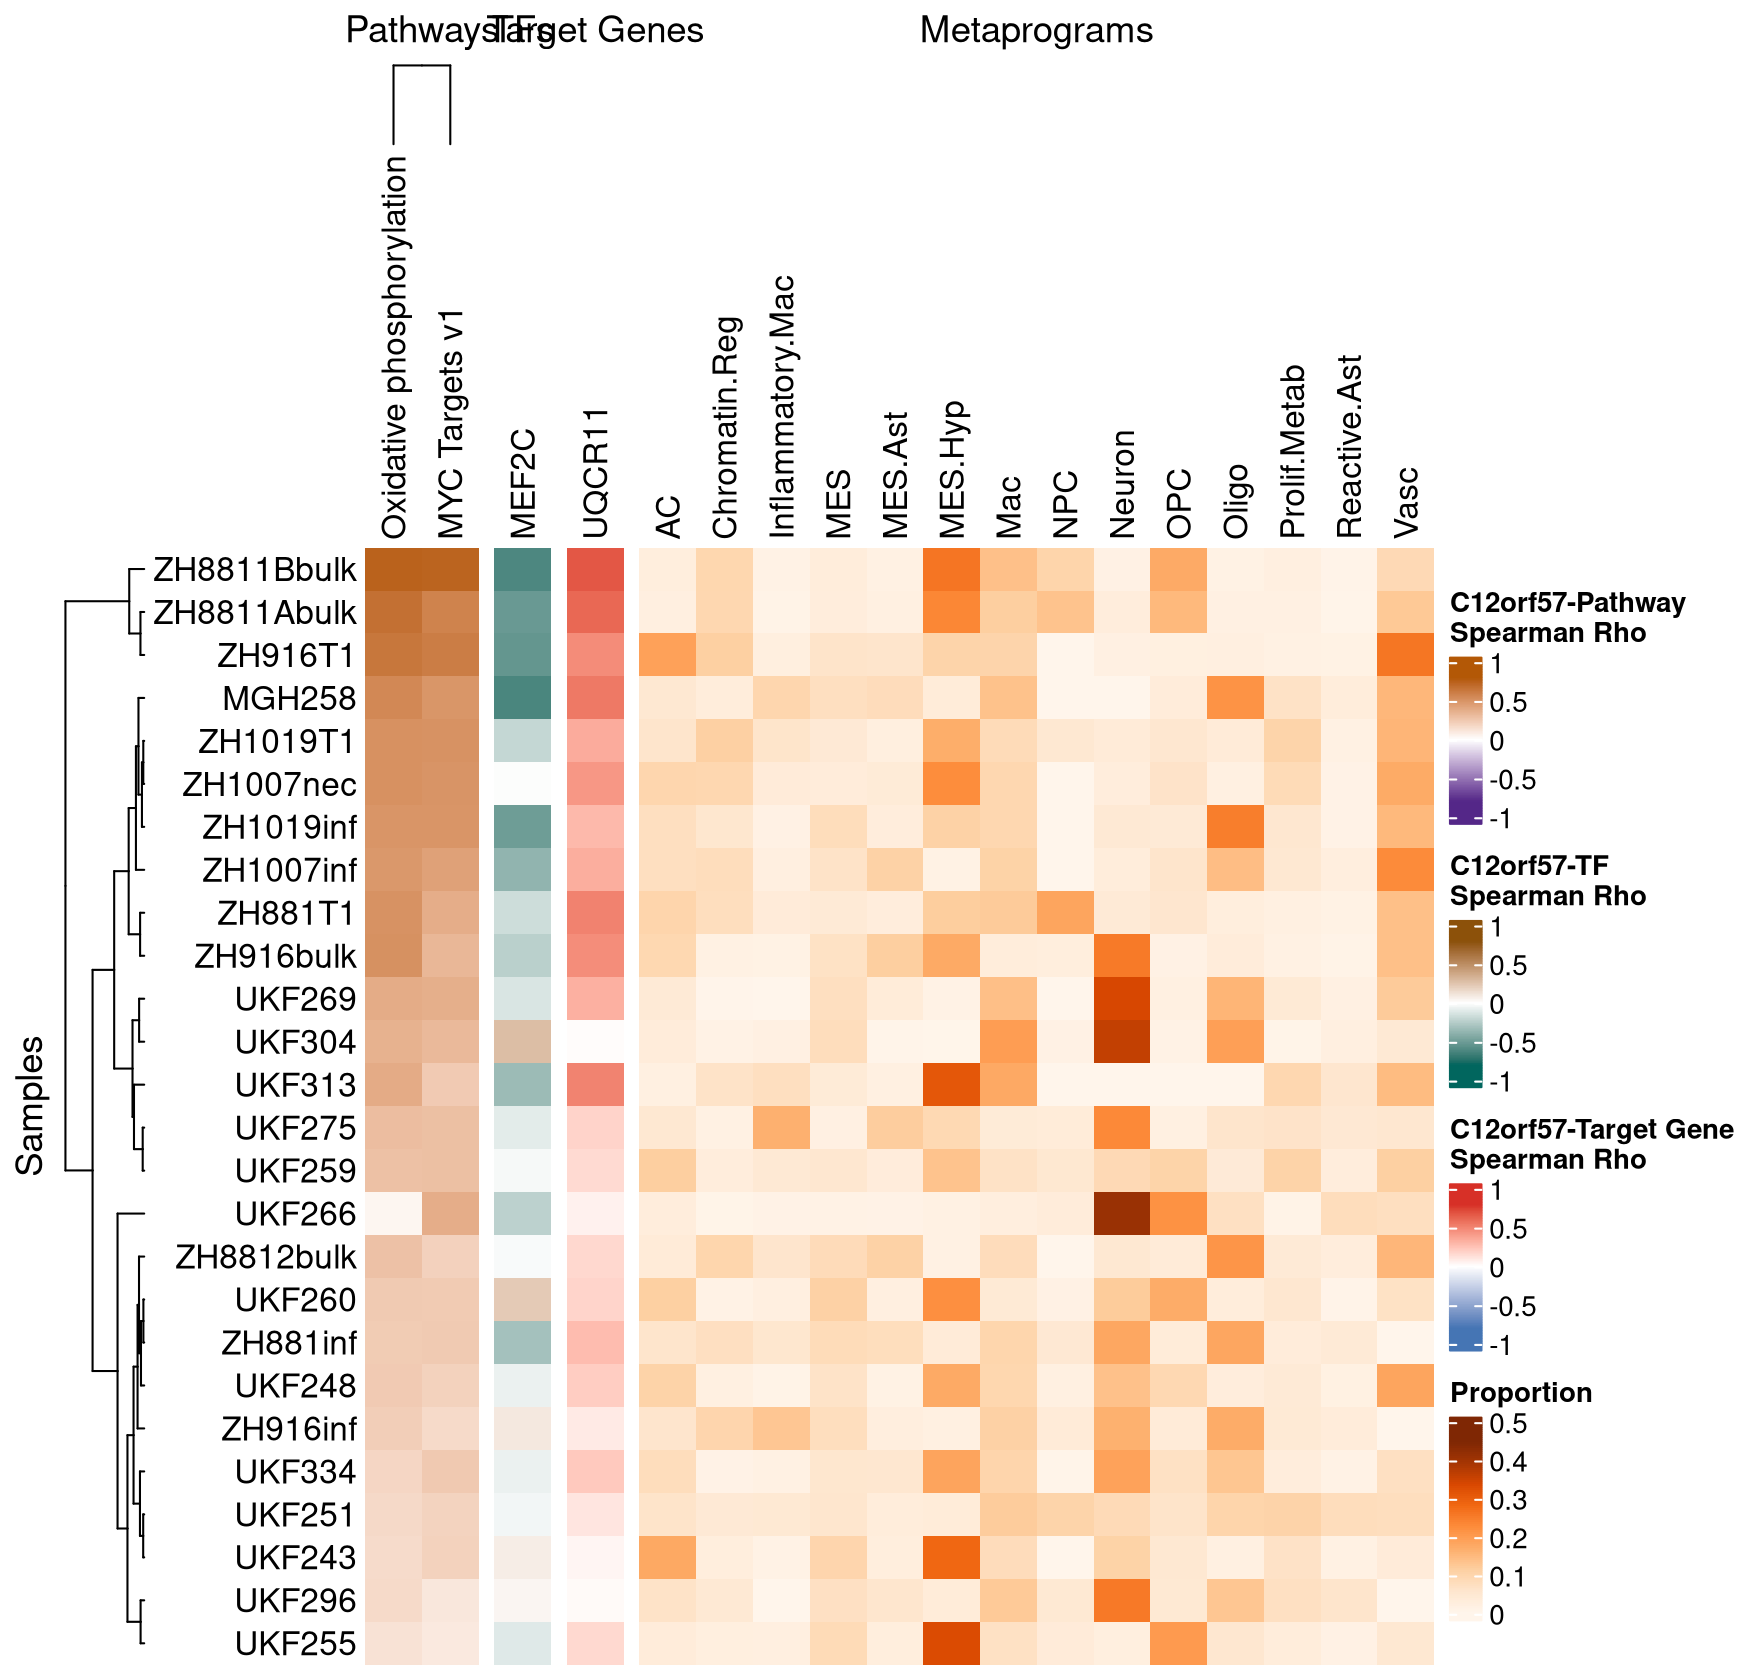 Pathways TFs Target Genes Metaprograms
Oxidative phosphorylation
MYC Targets v1
MEF2C
UQCR11
AC
Chromatin.Reg
Inflammatory.Mac
MES
MES.Ast
MES.Hyp
Mac
NPC
Neuron
OPC
Oligo
Prolif.Metab
Reactive.Ast
Vasc
Samples
ZH8811Bbulk
ZH8811Abulk
ZH916T1
MGH258
ZH1019T1
ZH1007nec
ZH1019inf
ZH1007inf
ZH881T1
ZH916bulk
UKF269
UKF304
UKF313
UKF275
UKF259
UKF266
ZH8812bulk
UKF260
ZH881inf
UKF248
ZH916inf
UKF334
UKF251
UKF243
UKF296
UKF255
C12orf57-Pathway
Spearman Rho
1
0.5
0
-0.5
-1
C12orf57-TF
Spearman Rho
1
0.5
0
-0.5
-1
C12orf57-Target Gene
Spearman Rho
1
0.5
0
-0.5
-1
Proportion
0.5
0.4
0.3
0.2
0.1
0